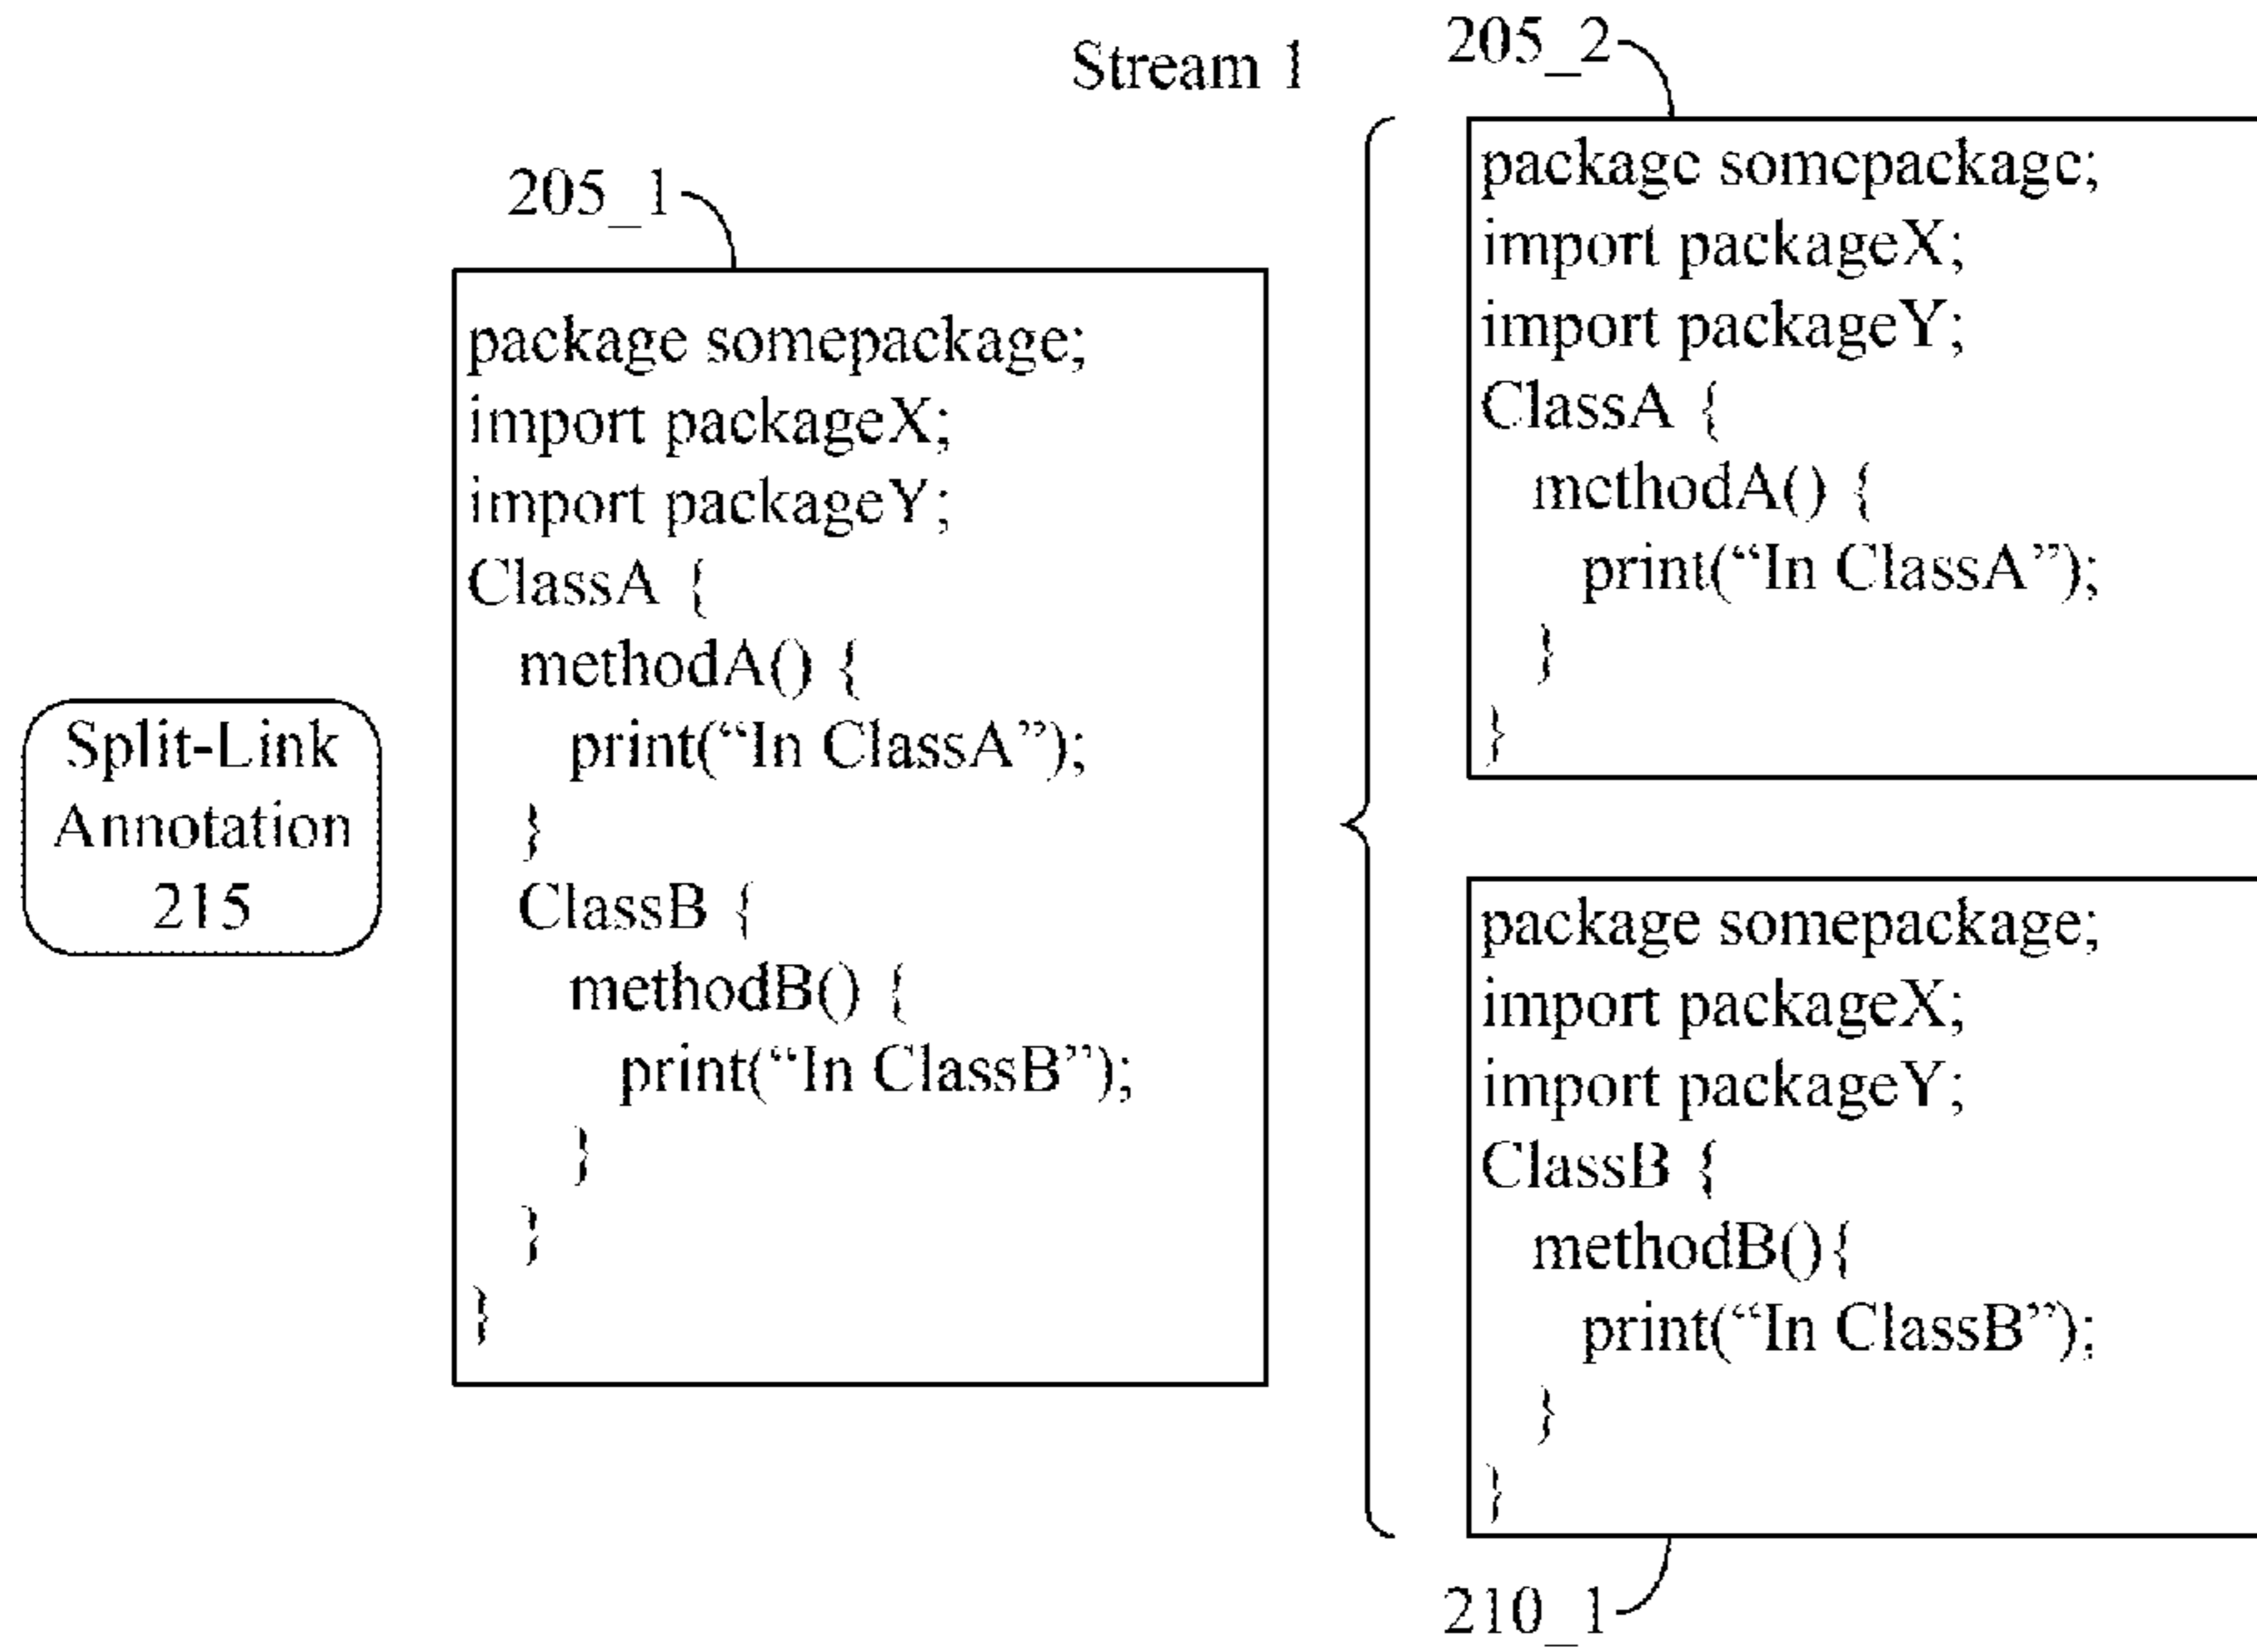 Stream 1
205_2
205_1
Split-Link
Annotation
215
package somepackage;
import packageX;
import packageY;
ClassA {
methodA() {
print(“In ClassA”);
}
ClassB {
methodB() {
print(“In ClassB”);
}
}
}
package somepackage;
import packageX;
import packageY;
ClassA {
methodA() {
print(“In ClassA”);
}
}
package somepackage;
import packageX;
import packageY;
ClassB {
methodB(){
print(“In ClassB”);
}
}
210_1